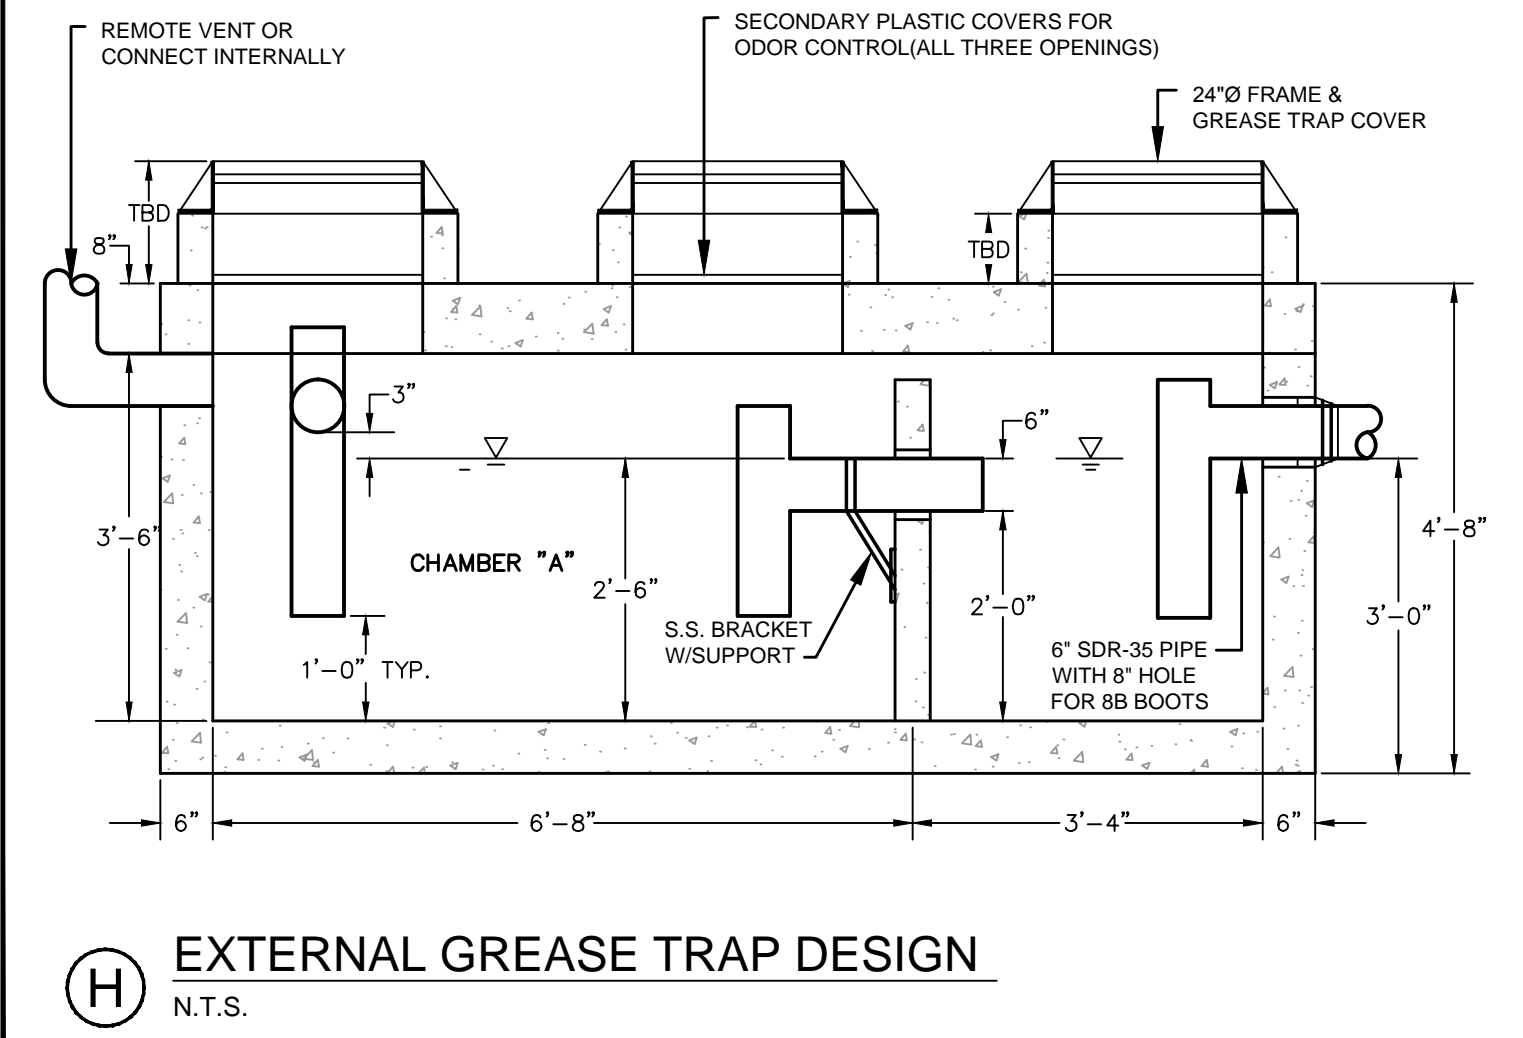 REMOTE VENT OR
CONNECT INTERNALLY
SECONDARY PLASTIC COVERS FOR
ODOR CONTROL(ALL THREE OPENINGS)
24"Ø FRAME &
GREASE TRAP COVER
TBD
8"
TBD
3"
6"
3'-6"
CHAMBER "A"
2'-6"
2'-0"
4'-8"
3'-0"
1'-0" TYP.
S.S. BRACKET
W/SUPPORT
6" SDR-35 PIPE
WITH 8" HOLE
FOR 8B BOOTS
6"
6'-8"
3'-4"
6"
H
EXTERNAL GREASE TRAP DESIGN
N.T.S.